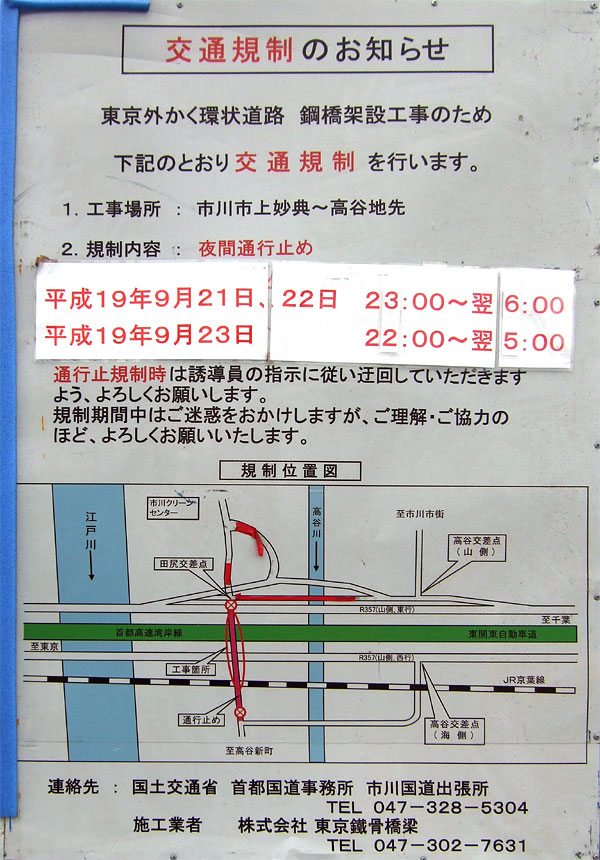 交通規制のお知らせ
東京外かく環状道路　鋼橋架設工事のため
下記のとおり 交通規制 を行います。
1．工事場所　：　市川市上妙典～高谷地先
2．規制内容　：　夜間通行止め
平成19年9月21日、22日　23:00～翌 6:00
平成19年9月23日　22:00～翌 5:00
通行止規制時は誘導員の指示に従い迂回していただきます
よう、よろしくお願いします。
規制期間中はご迷惑をおかけしますが、ご理解・ご協力の
ほど、よろしくお願いいたします。
規制位置図
市川クリーン
センター
江戸川
高谷川
至市川市街
高谷交差点
（山側）
田尻交差点
R357(山側,東行)
至千葉
首都高速湾岸線
東関東自動車道
至東京
R357(山側,西行)
工事箇所
JR京葉線
通行止め
高谷交差点
（海側）
至高谷新町
連絡先　：　国土交通省　首都国道事務所　市川国道出張所
TEL 047－328－5304
施工業者　　株式会社 東京鐵骨橋梁
TEL 047－302－7631